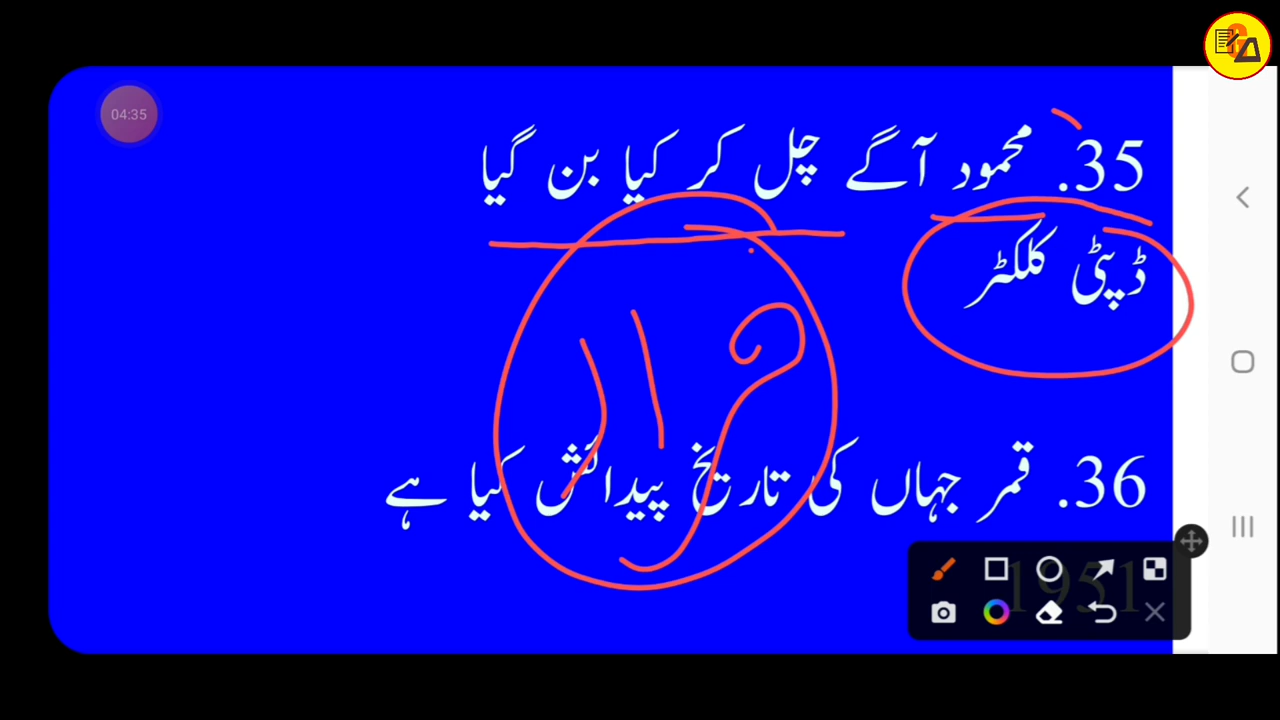 04:35
35. محمود آگے چل کر کیا بن گیا
ڈپٹی کلکٹر
36. قمر جہاں کی تاریخ پیدائش کیا ہے
1951